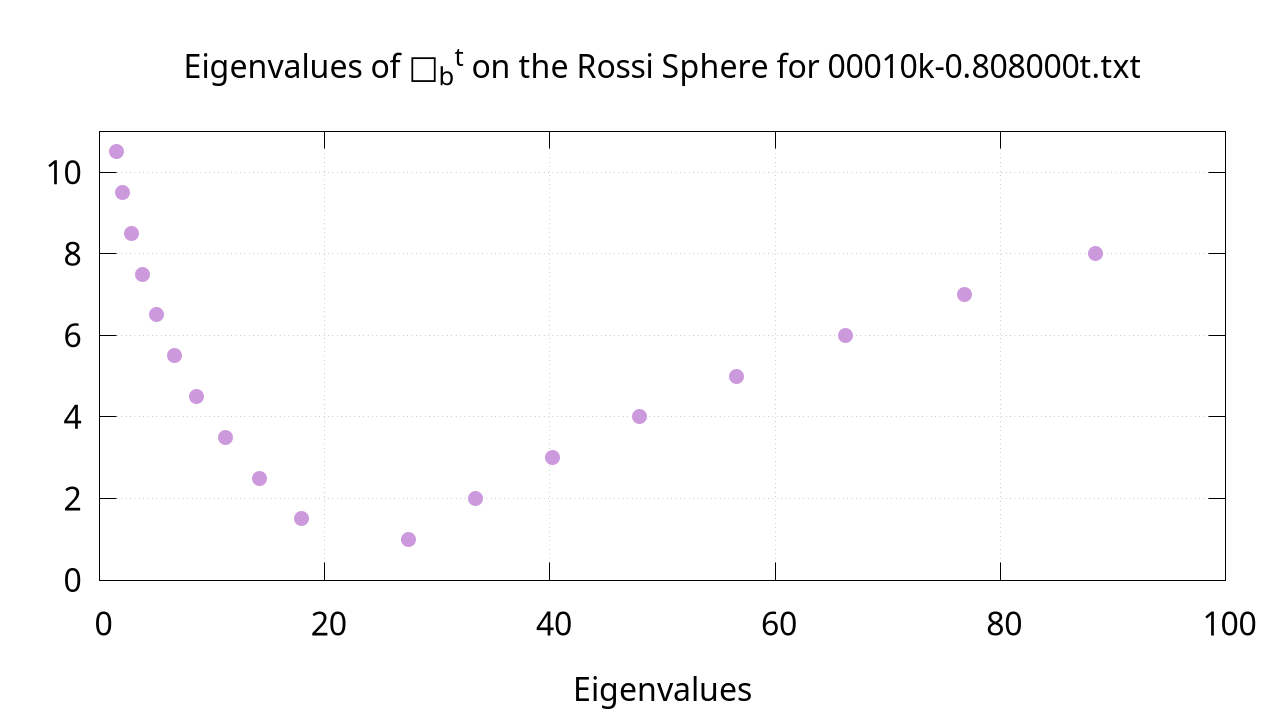 Eigenvalues of □_b^t on the Rossi Sphere for 00010k-0.808000t.txt
10
8
6
4
2
0
0 20 40 60 80 100
Eigenvalues